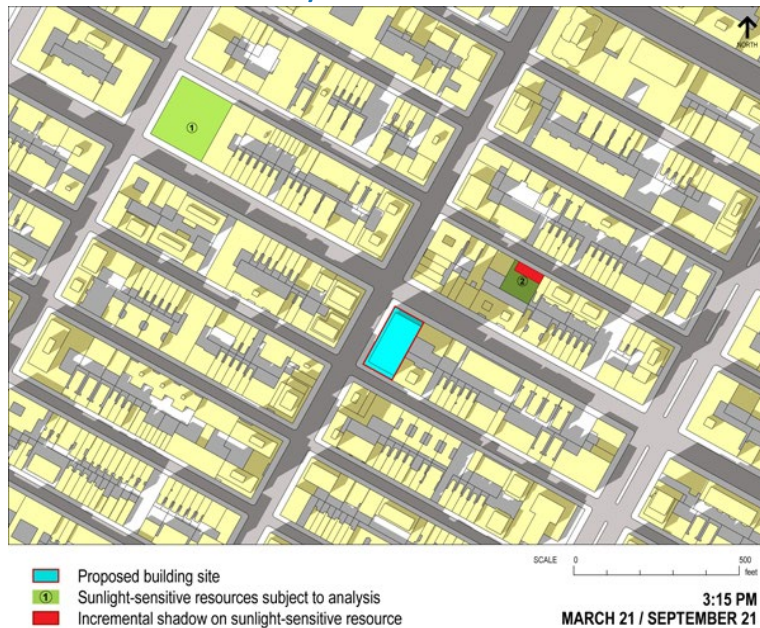 NORTH
①
②
SCALE 0 500
feet
Proposed building site
① Sunlight-sensitive resources subject to analysis
Incremental shadow on sunlight-sensitive resource
3:15 PM
MARCH 21 / SEPTEMBER 21